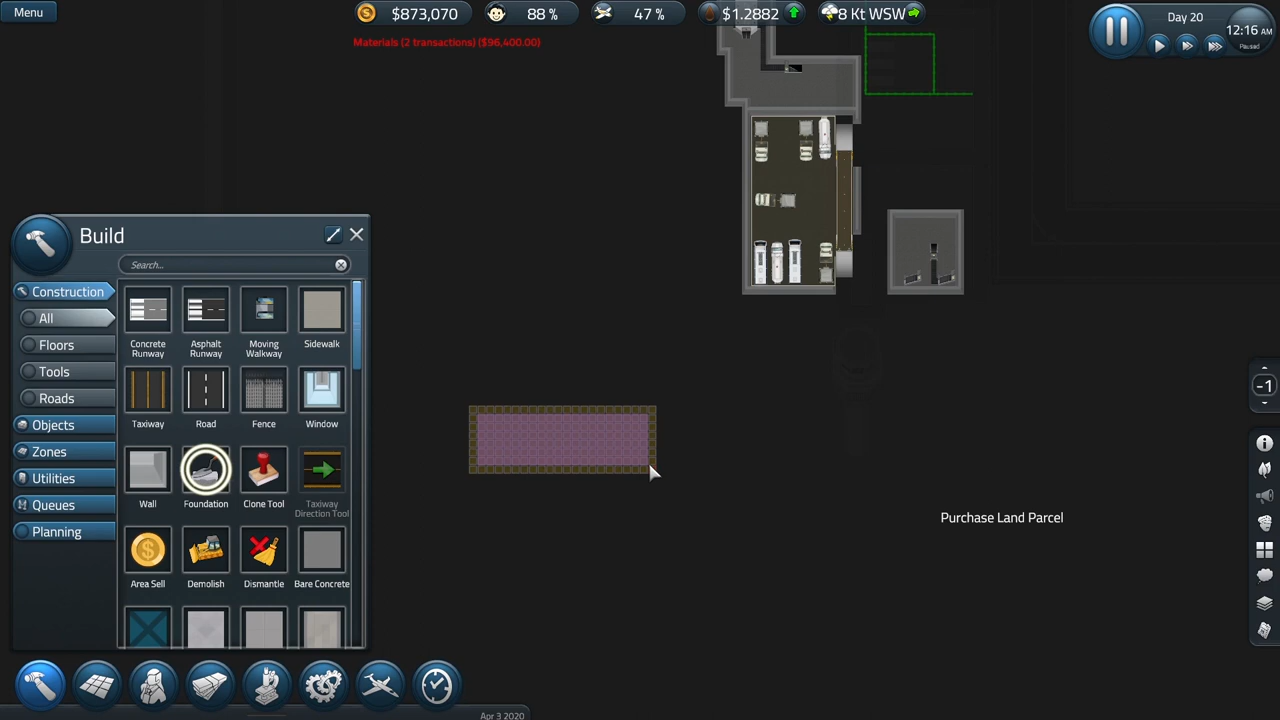 Menu
$873,070
88 %
47 %
$1.2882
8 Kt WSW
Day 20
12:16 AM
Paused
Materials (2 transactions) ($96,400.00)
Build
Search...
Construction
All
Floors
Tools
Roads
Objects
Zones
Utilities
Queues
Planning
Concrete Runway
Asphalt Runway
Moving Walkway
Sidewalk
Taxiway
Road
Fence
Window
Wall
Foundation
Clone Tool
Taxiway Direction Tool
Area Sell
Demolish
Dismantle
Bare Concrete
-1
Purchase Land Parcel
Apr 3 2020